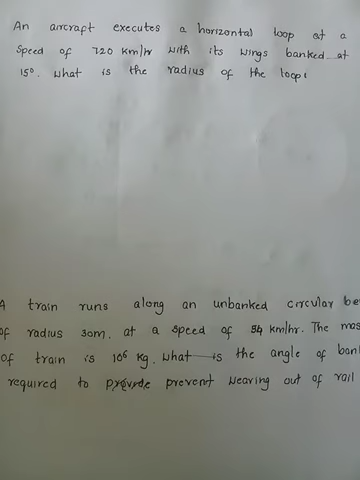 An aircraft executes a horizontal loop at a
speed of 720 km/hr with its wings banked at
15°. What is the radius of the loop?
A train runs along an unbanked circular be
of radius 30m. at a speed of 54 km/hr. The mas
of train is 10⁶ kg. What is the angle of bank
required to prevent wearing out of rail